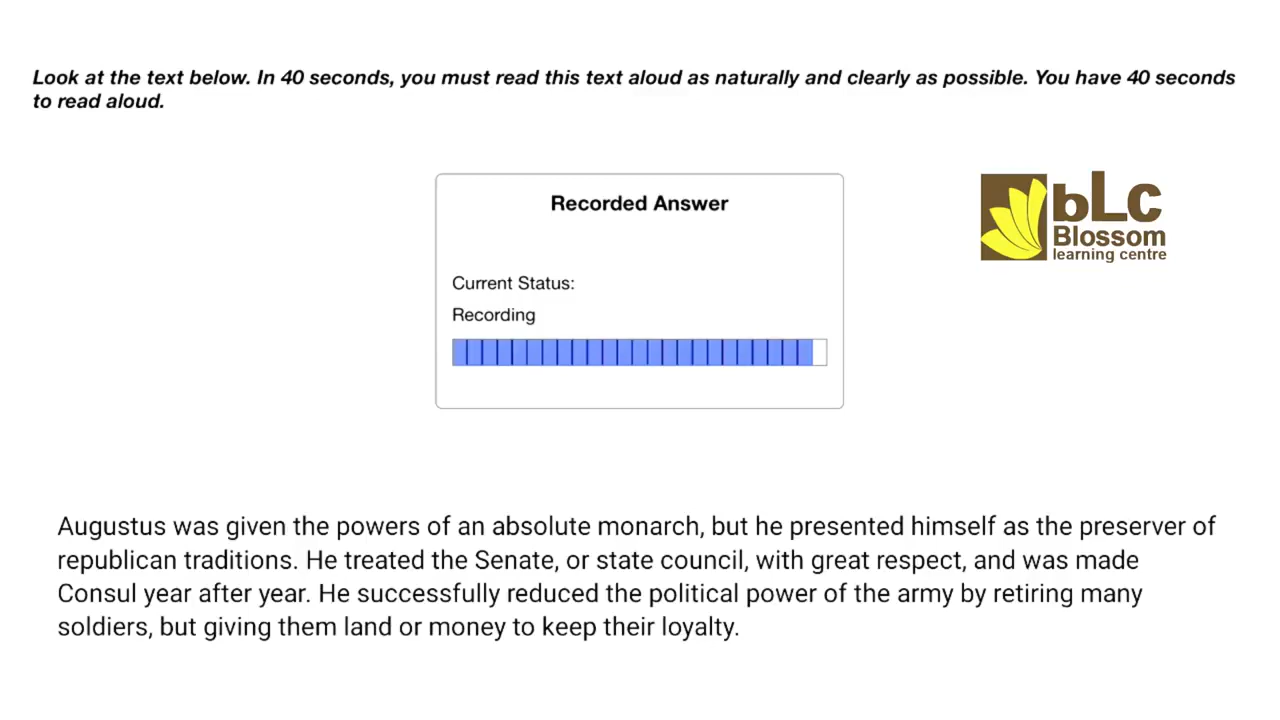 Look at the text below. In 40 seconds, you must read this text aloud as naturally and clearly as possible. You have 40 seconds
to read aloud.
Recorded Answer
bLc
Blossom
learning centre
Current Status:
Recording
Augustus was given the powers of an absolute monarch, but he presented himself as the preserver of
republican traditions. He treated the Senate, or state council, with great respect, and was made
Consul year after year. He successfully reduced the political power of the army by retiring many
soldiers, but giving them land or money to keep their loyalty.